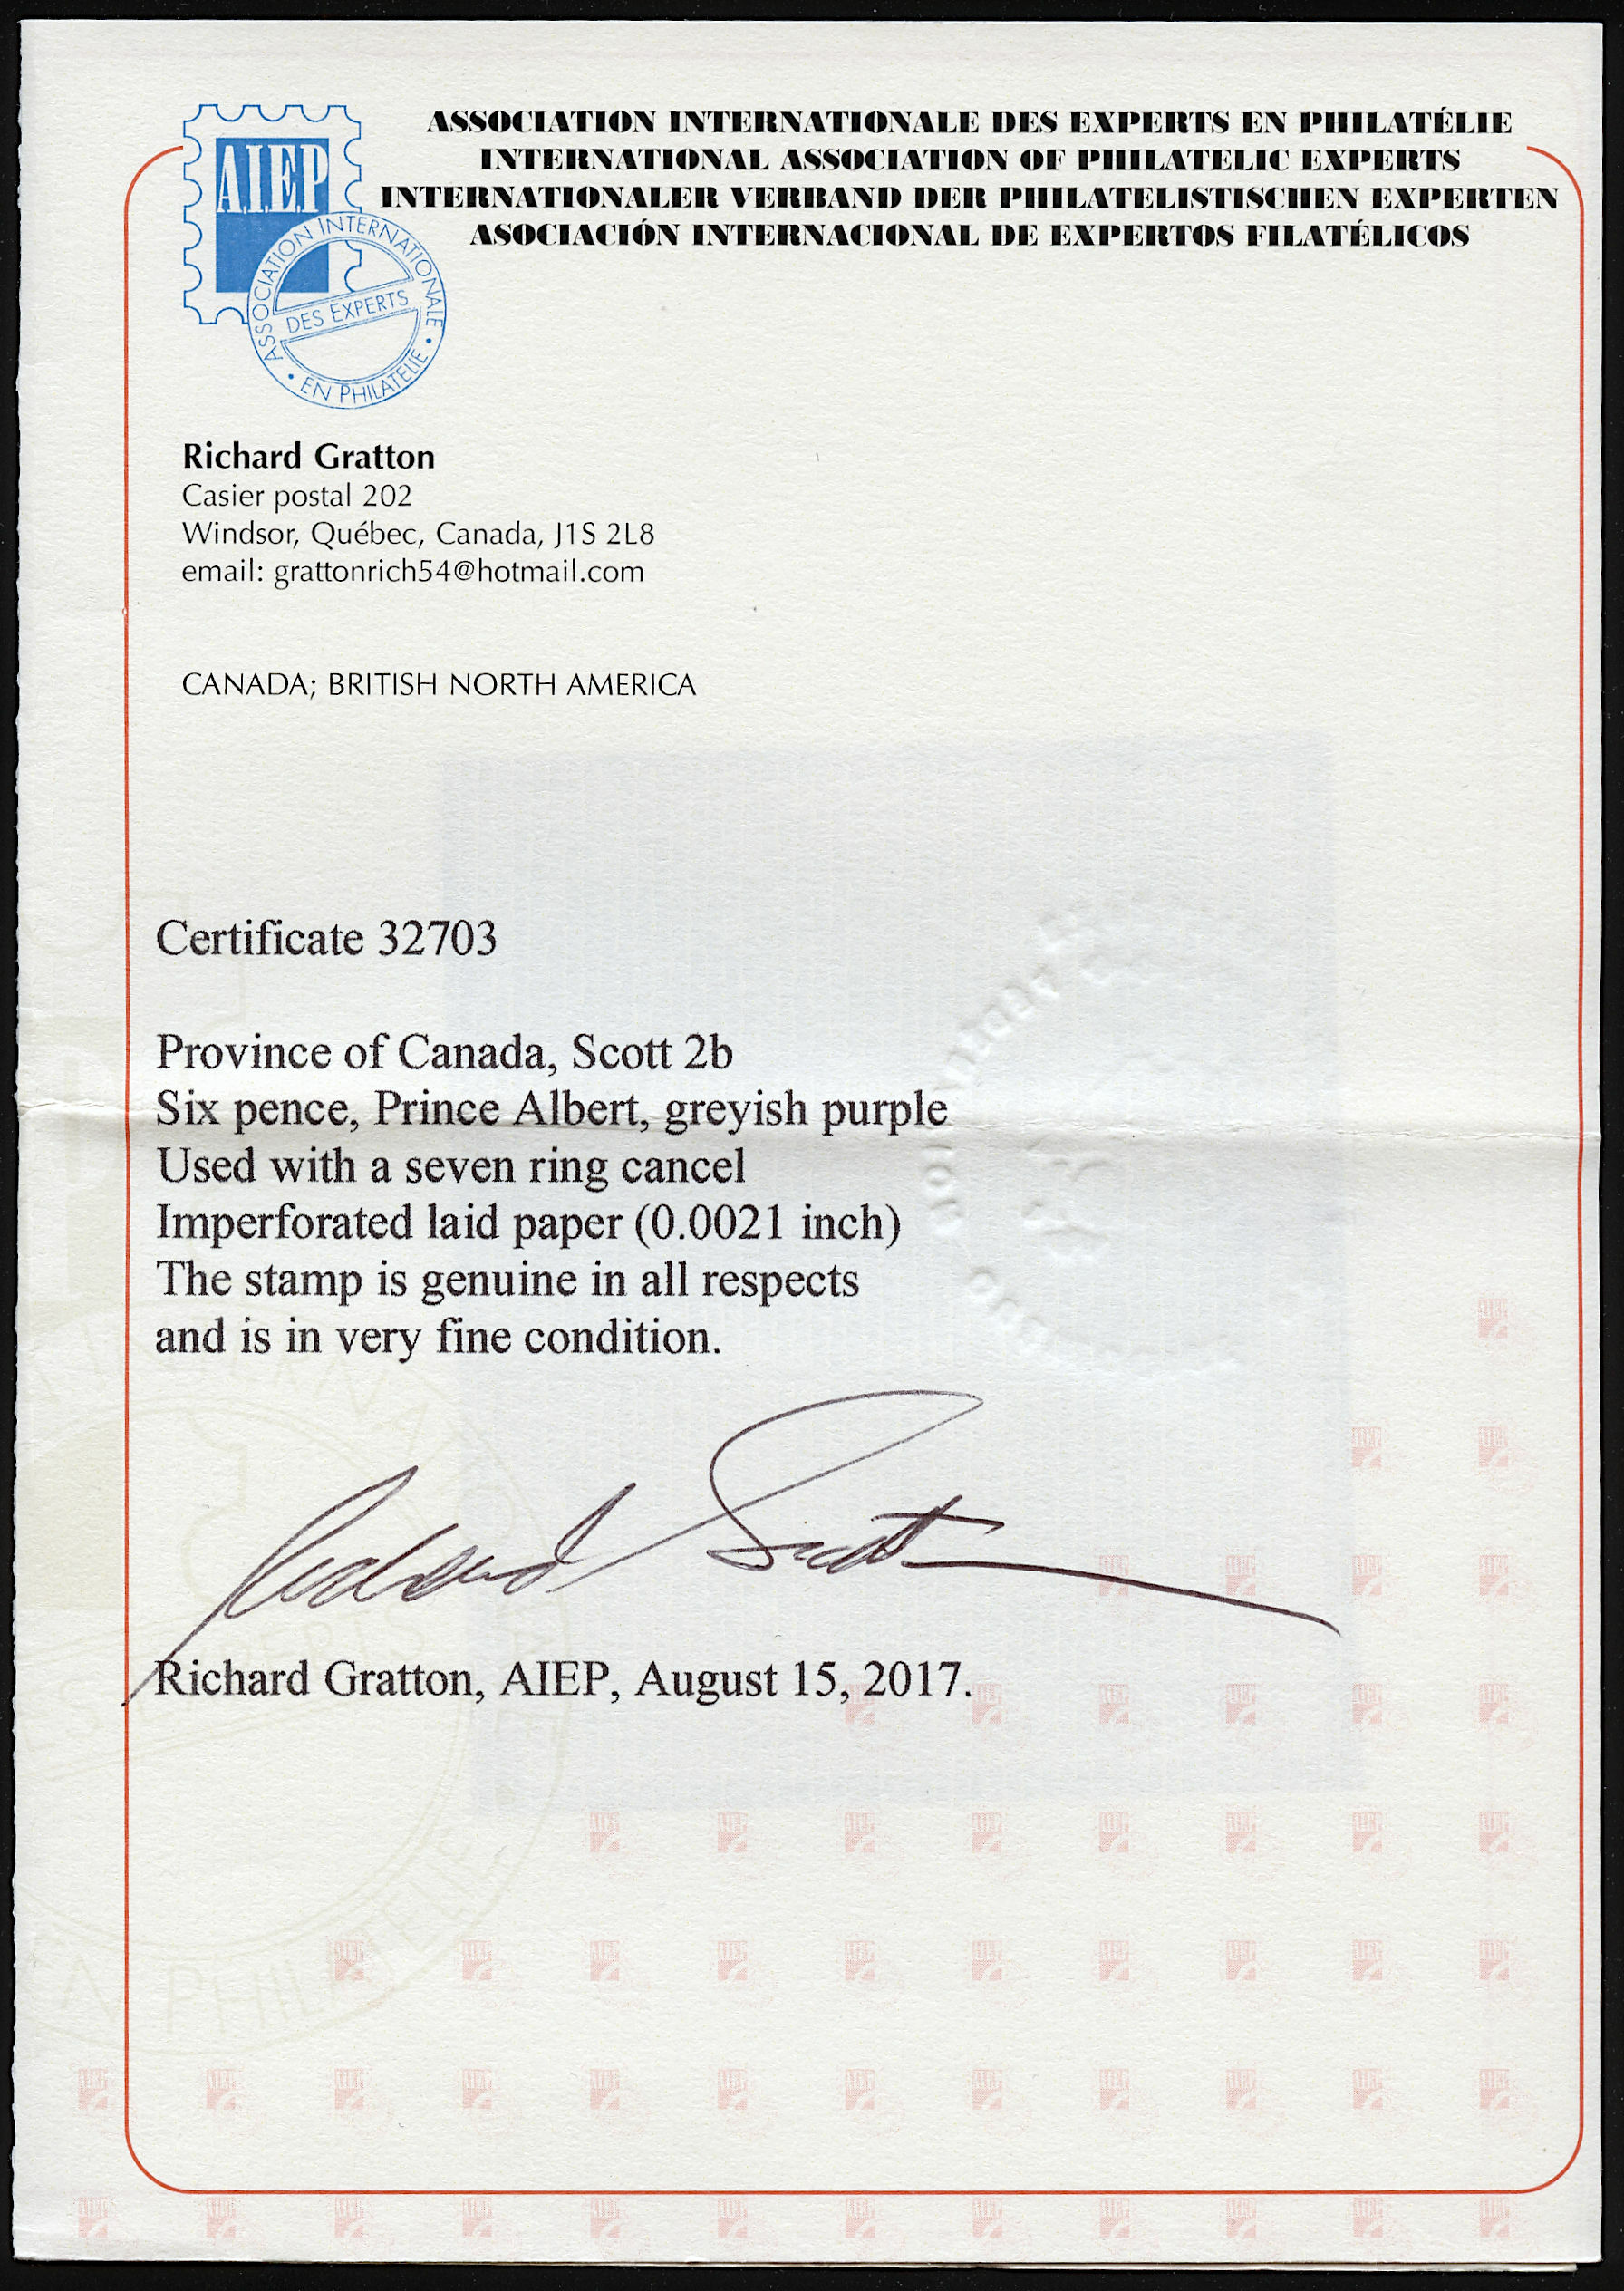 ASSOCIATION INTERNATIONALE DES EXPERTS EN PHILATÉLIE
INTERNATIONAL ASSOCIATION OF PHILATELIC EXPERTS
INTERNATIONALER VERBAND DER PHILATELISTISCHEN EXPERTEN
ASOCIACIÓN INTERNACIONAL DE EXPERTOS FILATÉLICOS
A.I.E.P
ASSOCIATION INTERNATIONALE
DES EXPERTS
• EN PHILATELIE •
Richard Gratton
Casier postal 202
Windsor, Québec, Canada, J1S 2L8
email: grattonrich54@hotmail.com
CANADA; BRITISH NORTH AMERICA
Certificate 32703
Province of Canada, Scott 2b
Six pence, Prince Albert, greyish purple
Used with a seven ring cancel
Imperforated laid paper (0.0021 inch)
The stamp is genuine in all respects
and is in very fine condition.
Richard Gratton
Richard Gratton, AIEP, August 15, 2017.